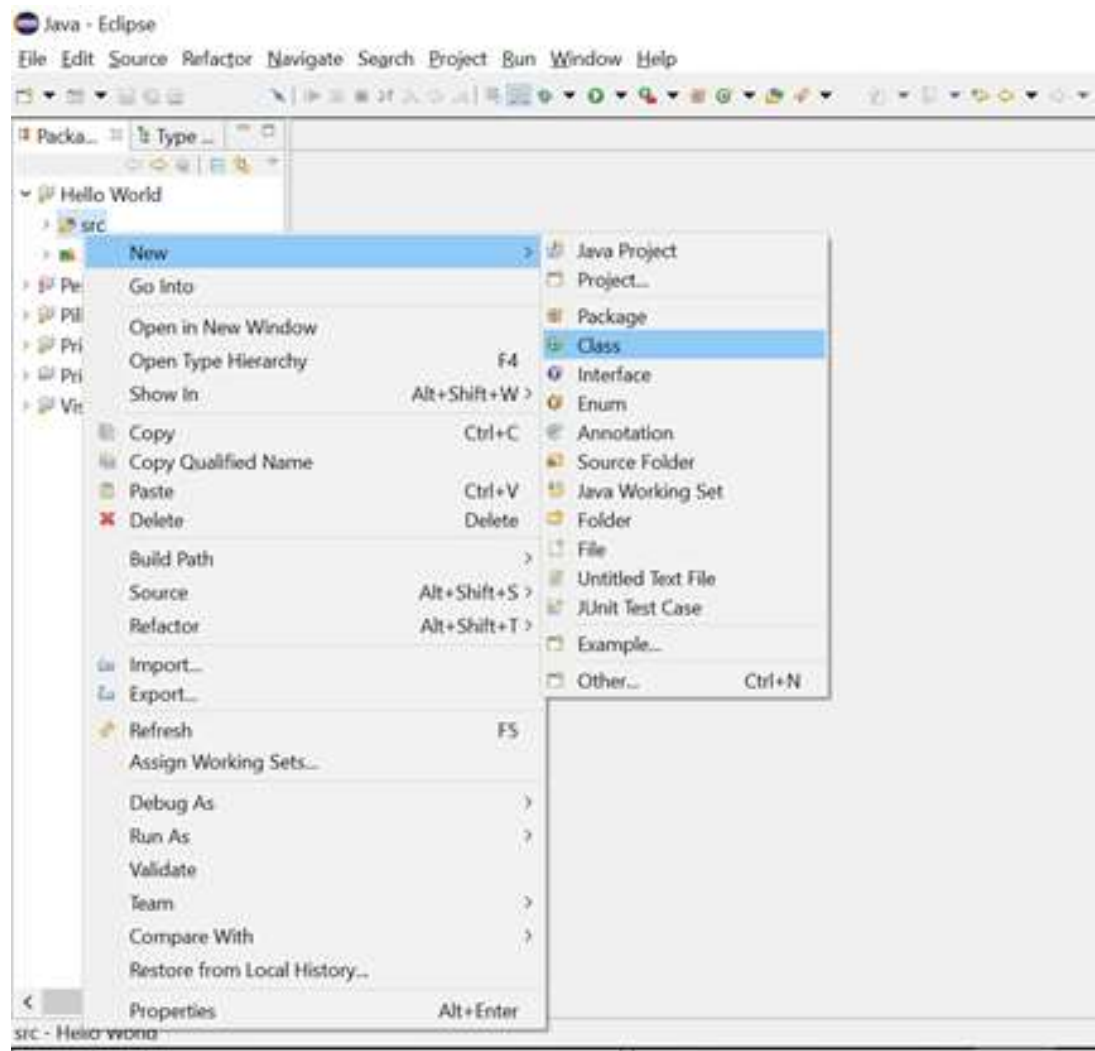 Java - Eclipse
File Edit Source Refactor Navigate Search Project Run Window Help
Packa... Type ...
Hello World
src
Pe
Pill
Pri
Pri
Vis
New
Go Into
Open in New Window
Open Type Hierarchy F4
Show In Alt+Shift+W
Copy Ctrl+C
Copy Qualified Name
Paste Ctrl+V
Delete Delete
Build Path
Source Alt+Shift+S
Refactor Alt+Shift+T
Import...
Export...
Refresh F5
Assign Working Sets...
Debug As
Run As
Validate
Team
Compare With
Restore from Local History...
Properties Alt+Enter
Java Project
Project...
Package
Class
Interface
Enum
Annotation
Source Folder
Java Working Set
Folder
File
Untitled Text File
JUnit Test Case
Example...
Other... Ctrl+N
src - Hello World